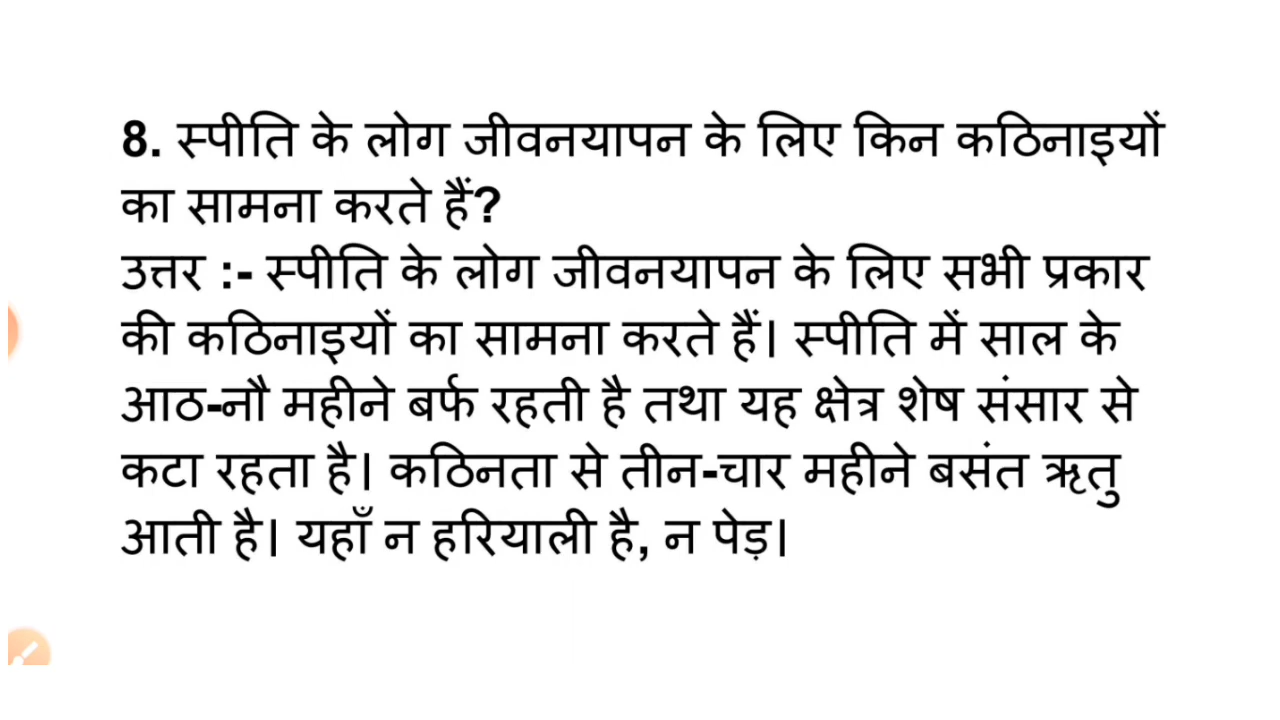 8. स्पीति के लोग जीवनयापन के लिए किन कठिनाइयों
का सामना करते हैं?
उत्तर :- स्पीति के लोग जीवनयापन के लिए सभी प्रकार
की कठिनाइयों का सामना करते हैं। स्पीति में साल के
आठ-नौ महीने बर्फ रहती है तथा यह क्षेत्र शेष संसार से
कटा रहता है। कठिनता से तीन-चार महीने बसंत ऋतु
आती है। यहाँ न हरियाली है, न पेड़।